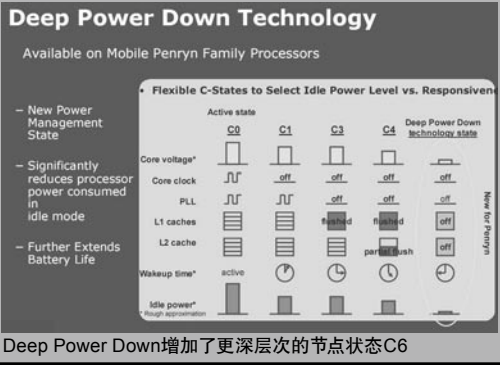 Deep Power Down Technology
Available on Mobile Penryn Family Processors
• Flexible C-States to Select Idle Power Level vs. Responsivene
– New Power
Management
State
– Significantly
reduces processor
power consumed
in
idle mode
– Further Extends
Battery Life
Active state
Deep Power Down
technology state
C0 C1 C3 C4
Core voltage*
Core clock off off off off
PLL off off off
L1 caches flushed flushed off
L2 cache partial flush off
Wakeup time* active
Idle power*
* Rough approximation
New for Penryn
Deep Power Down增加了更深层次的节点状态C6